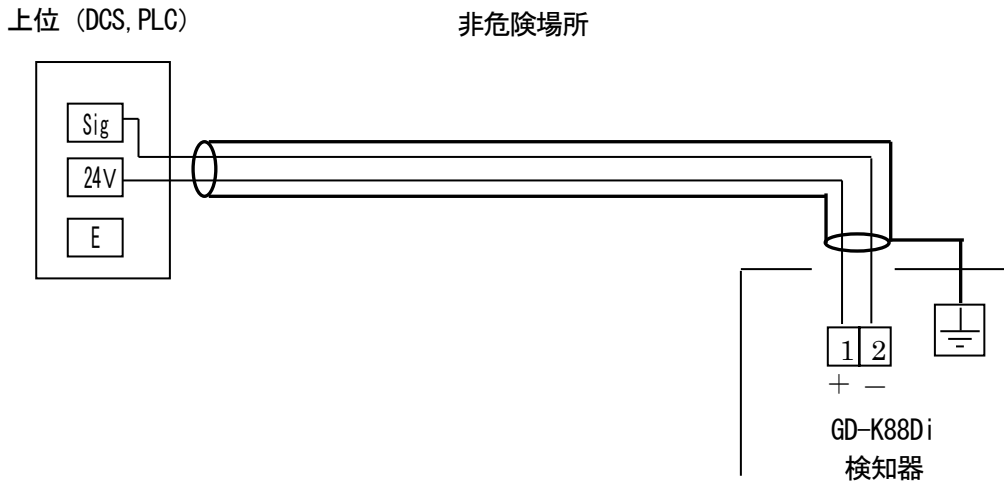 上位 (DCS,PLC)
非危険場所
Sig
24V
E
1 2
+ −
GD-K88Di
検知器